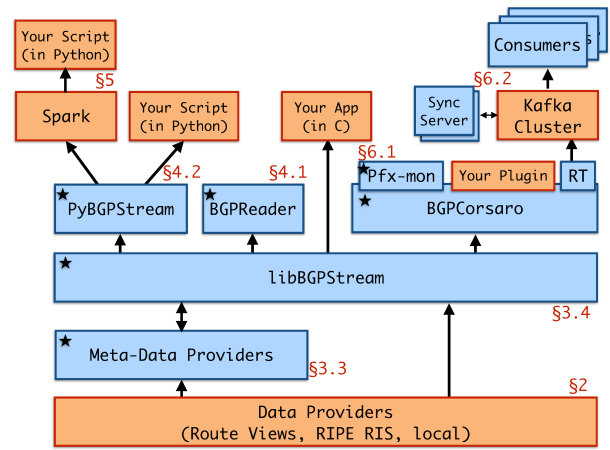 Your Script
(in Python)
§5
Spark
Your Script
(in Python)
Your App
(in C)
Consumers
s
§6.2
Sync
Server
Kafka
Cluster
§4.2
§4.1
§6.1
Pfx-mon
Your Plugin
RT
PyBGPStream
BGPReader
BGPCorsaro
libBGPStream
§3.4
Meta-Data Providers
§3.3
§2
Data Providers
(Route Views, RIPE RIS, local)